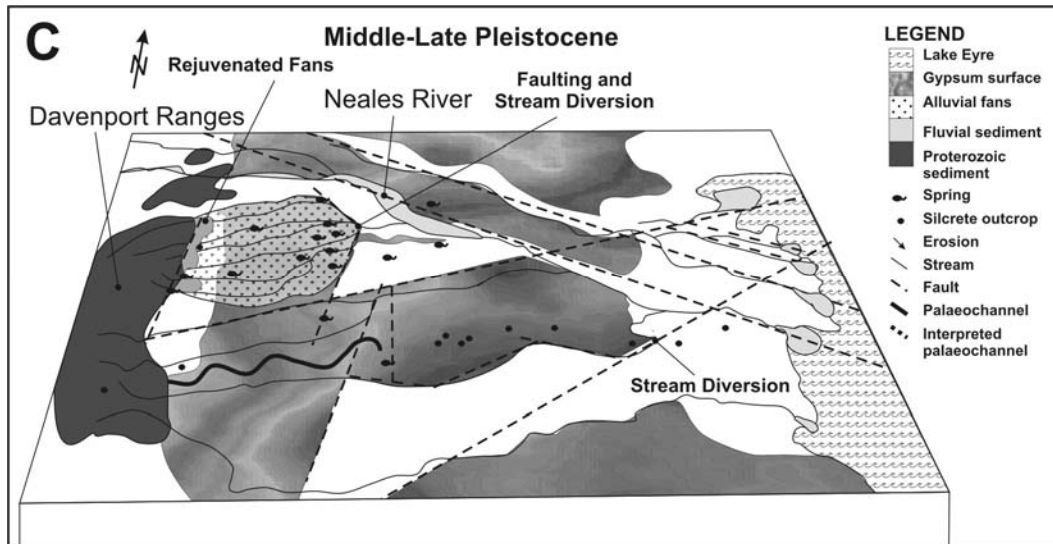 C
N
Middle-Late Pleistocene
Rejuvenated Fans
Neales River
Faulting and
Stream Diversion
Davenport Ranges
Stream Diversion
LEGEND
Lake Eyre
Gypsum surface
Alluvial fans
Fluvial sediment
Proterozoic
sediment
Spring
Silcrete outcrop
Erosion
Stream
Fault
Palaeochannel
Interpreted
palaeochannel